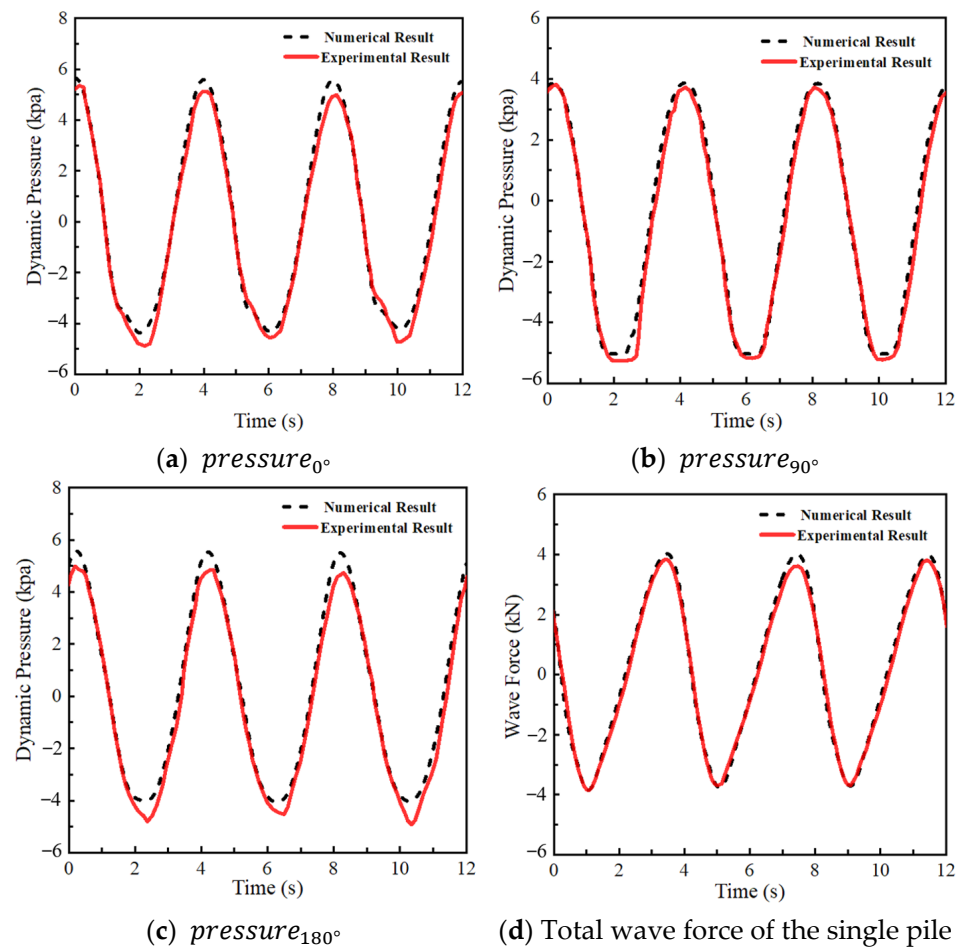 8
6
4
2
0
−2
−4
−6
Dynamic Pressure (kpa)
Numerical Result
Experimental Result
0 2 4 6 8 10 12
Time (s)
(a) pressure0°
6
4
2
0
−2
−4
−6
Dynamic Pressure (kpa)
Numerical Result
Experimental Result
0 2 4 6 8 10 12
Time (s)
(b) pressure90°
8
6
4
2
0
−2
−4
−6
Dynamic Pressure (kpa)
Numerical Result
Experimental Result
0 2 4 6 8 10 12
Time (s)
(c) pressure180°
6
4
2
0
−2
−4
−6
Wave Force (kN)
Numerical Result
Experimental Result
0 2 4 6 8 10 12
Time (s)
(d) Total wave force of the single pile